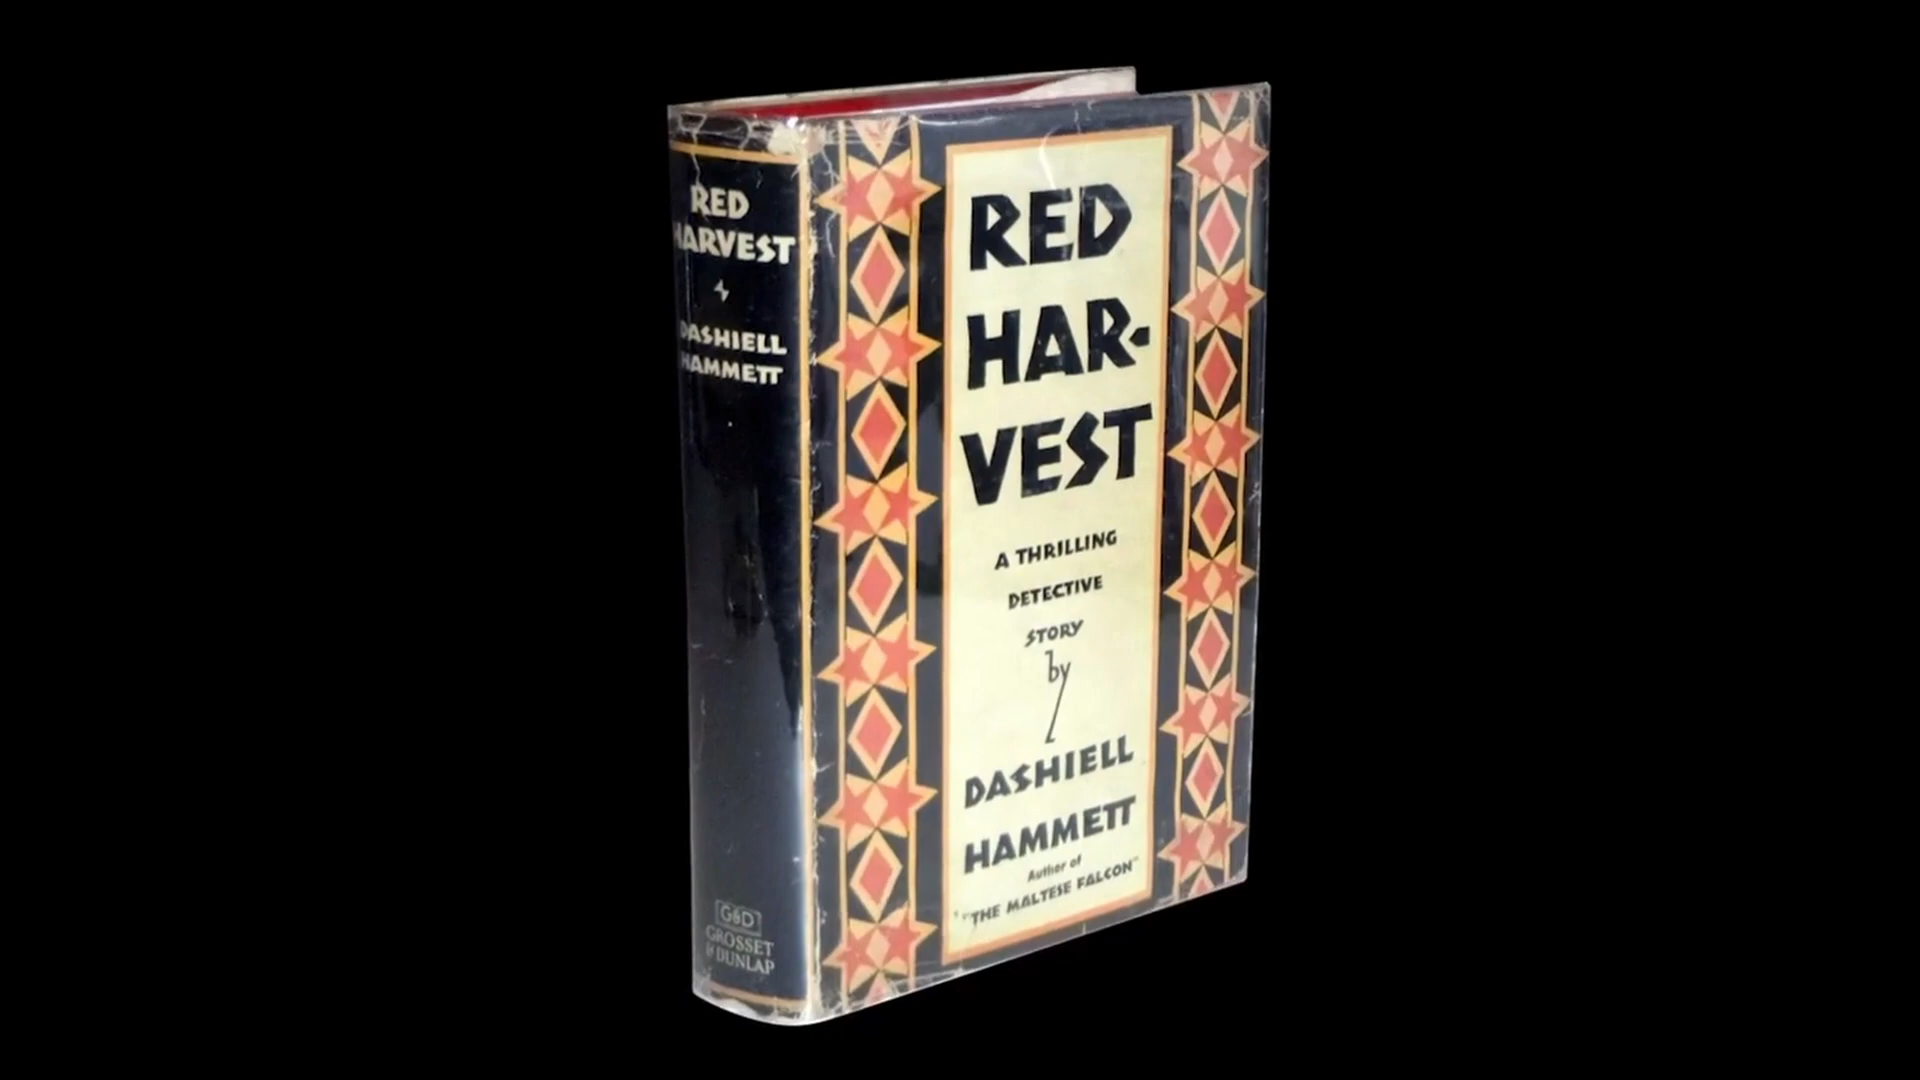 RED
HARVEST
DASHIELL
HAMMETT
G&D
GROSSET
& DUNLAP
RED
HAR-
VEST
A THRILLING
DETECTIVE
STORY
by
DASHIELL
HAMMETT
Author of
"THE MALTESE FALCON"